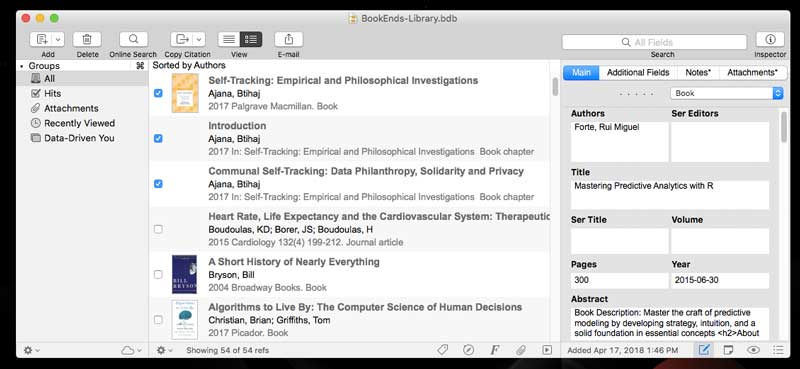 BookEnds-Library.bdb
Add
Delete
Online Search
Copy Citation
View
E-mail
All Fields
Search
Inspector
Groups
All
Hits
Attachments
Recently Viewed
Data-Driven You
Sorted by Authors
Self-Tracking: Empirical and Philosophical Investigations
Ajana, Btihaj
2017 Palgrave Macmillan. Book
Introduction
Ajana, Btihaj
2017 In: Self-Tracking: Empirical and Philosophical Investigations Book chapter
Communal Self-Tracking: Data Philanthropy, Solidarity and Privacy
Ajana, Btihaj
2017 In: Self-Tracking: Empirical and Philosophical Investigations Book chapter
Heart Rate, Life Expectancy and the Cardiovascular System: Therapeutic
Boudoulas, KD; Borer, JS; Boudoulas, H
2015 Cardiology 132(4) 199-212. Journal article
BILL
BRYSON
A Short History of Nearly Everything
Bryson, Bill
2004 Broadway Books. Book
Algorithms to Live By: The Computer Science of Human Decisions
Christian, Brian; Griffiths, Tom
2017 Picador. Book
Showing 54 of 54 refs
Main
Additional Fields
Notes*
Attachments*
Book
Authors
Ser Editors
Forte, Rui Miguel
Title
Mastering Predictive Analytics with R
Ser Title
Volume
Pages
Year
300
2015-06-30
Abstract
Book Description: Master the craft of predictive
modeling by developing strategy, intuition, and a
solid foundation in essential concepts <h2>About
Added Apr 17, 2018 1:46 PM